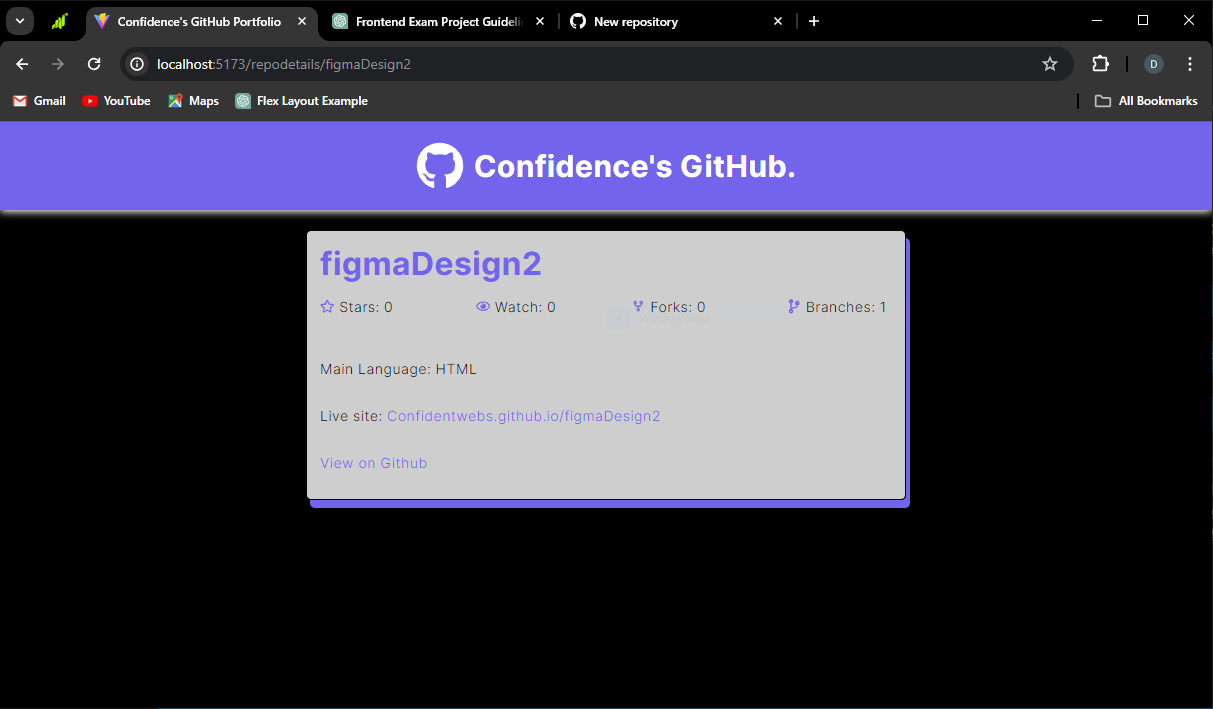 Confidence's GitHub Portfolio
Frontend Exam Project Guideli
New repository
localhost:5173/repodetails/figmaDesign2
D
Gmail
YouTube
Maps
Flex Layout Example
All Bookmarks
Confidence's GitHub.
figmaDesign2
Stars: 0
Watch: 0
Forks: 0
Branches: 1
Main Language: HTML
Live site: Confidentwebs.github.io/figmaDesign2
View on Github